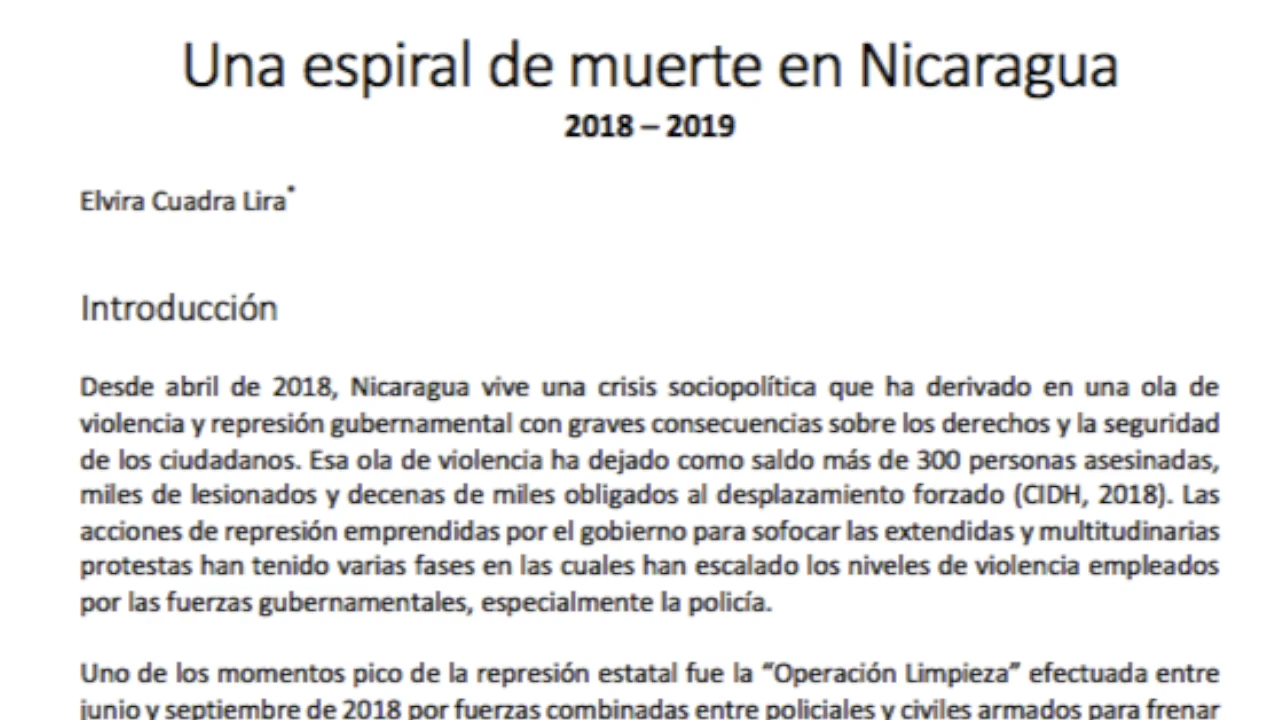 Una espiral de muerte en Nicaragua
2018 – 2019
Elvira Cuadra Lira*
Introducción
Desde abril de 2018, Nicaragua vive una crisis sociopolítica que ha derivado en una ola de
violencia y represión gubernamental con graves consecuencias sobre los derechos y la seguridad
de los ciudadanos. Esa ola de violencia ha dejado como saldo más de 300 personas asesinadas,
miles de lesionados y decenas de miles obligados al desplazamiento forzado (CIDH, 2018). Las
acciones de represión emprendidas por el gobierno para sofocar las extendidas y multitudinarias
protestas han tenido varias fases en las cuales han escalado los niveles de violencia empleados
por las fuerzas gubernamentales, especialmente la policía.
Uno de los momentos pico de la represión estatal fue la “Operación Limpieza” efectuada entre
junio y septiembre de 2018 por fuerzas combinadas entre policiales y civiles armados para frenar